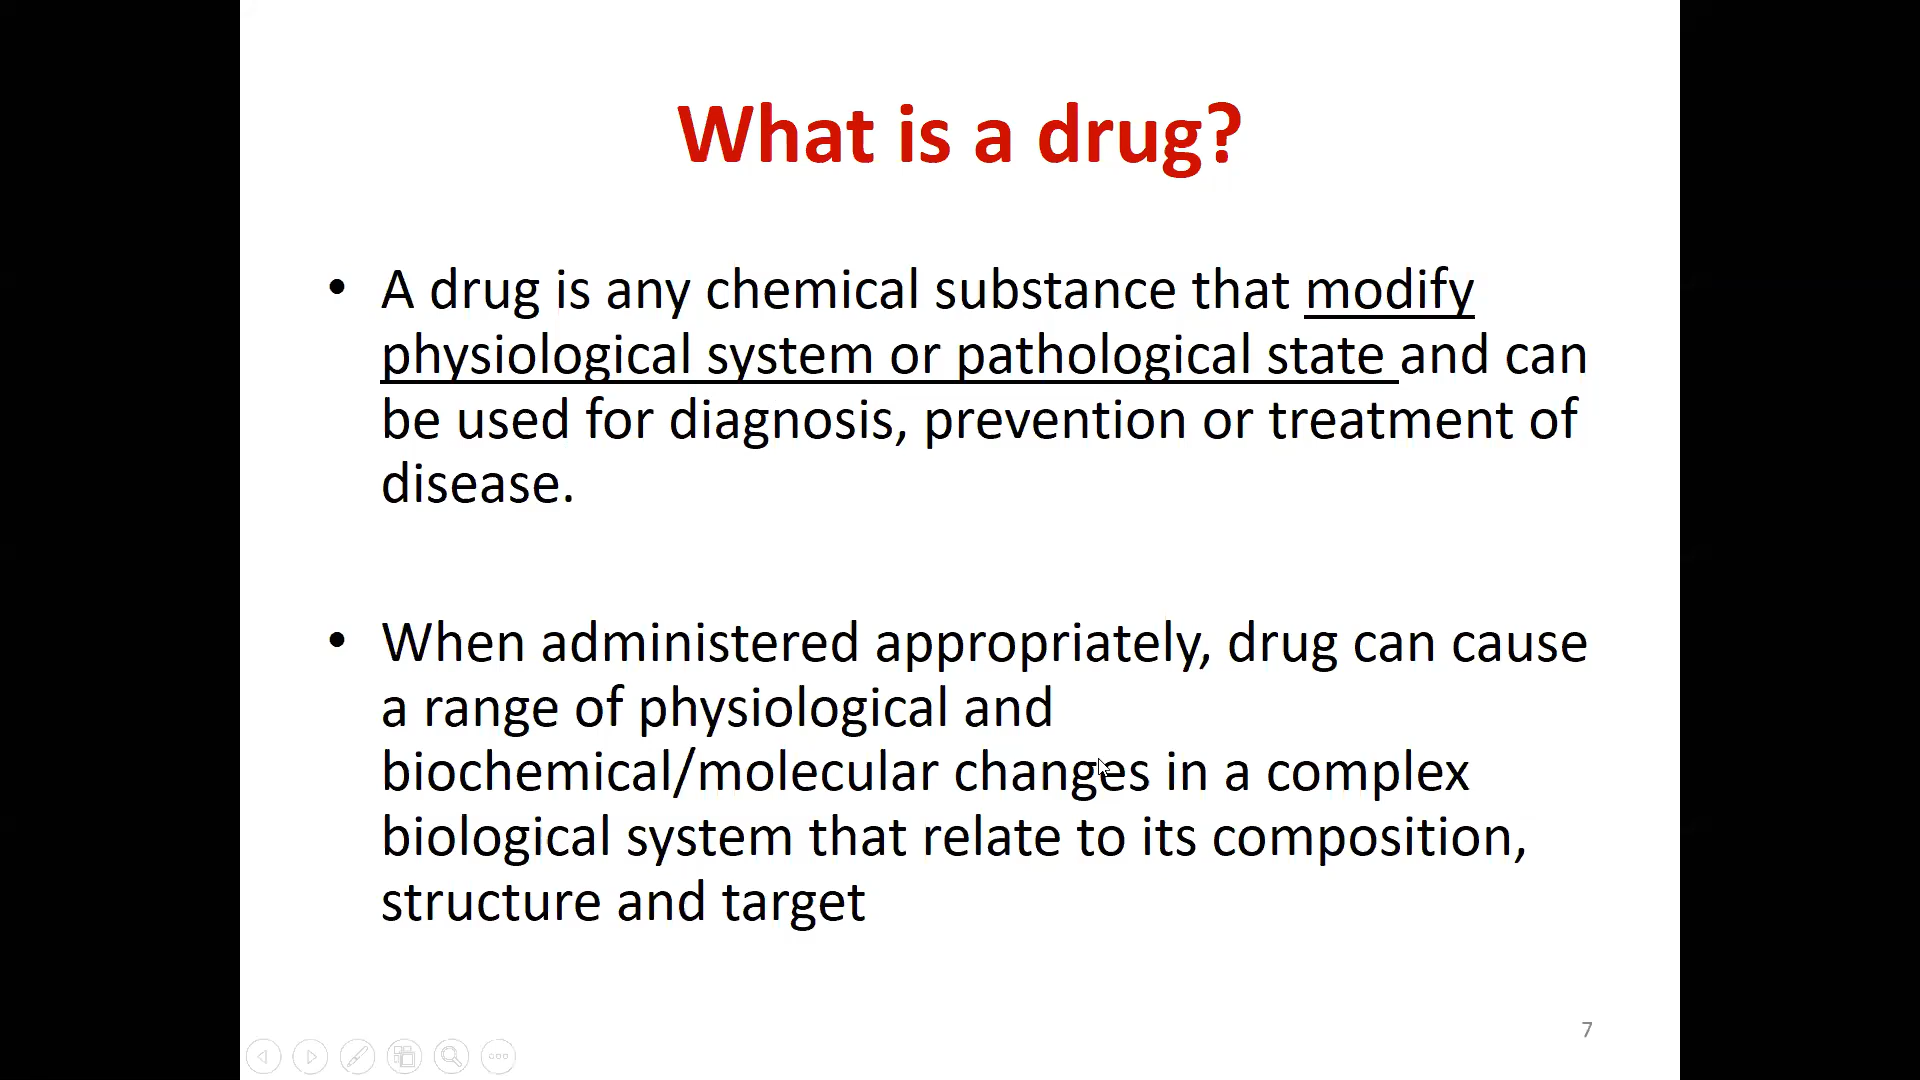 What is a drug?
• A drug is any chemical substance that modify
physiological system or pathological state and can
be used for diagnosis, prevention or treatment of
disease.
• When administered appropriately, drug can cause
a range of physiological and
biochemical/molecular changes in a complex
biological system that relate to its composition,
structure and target
7